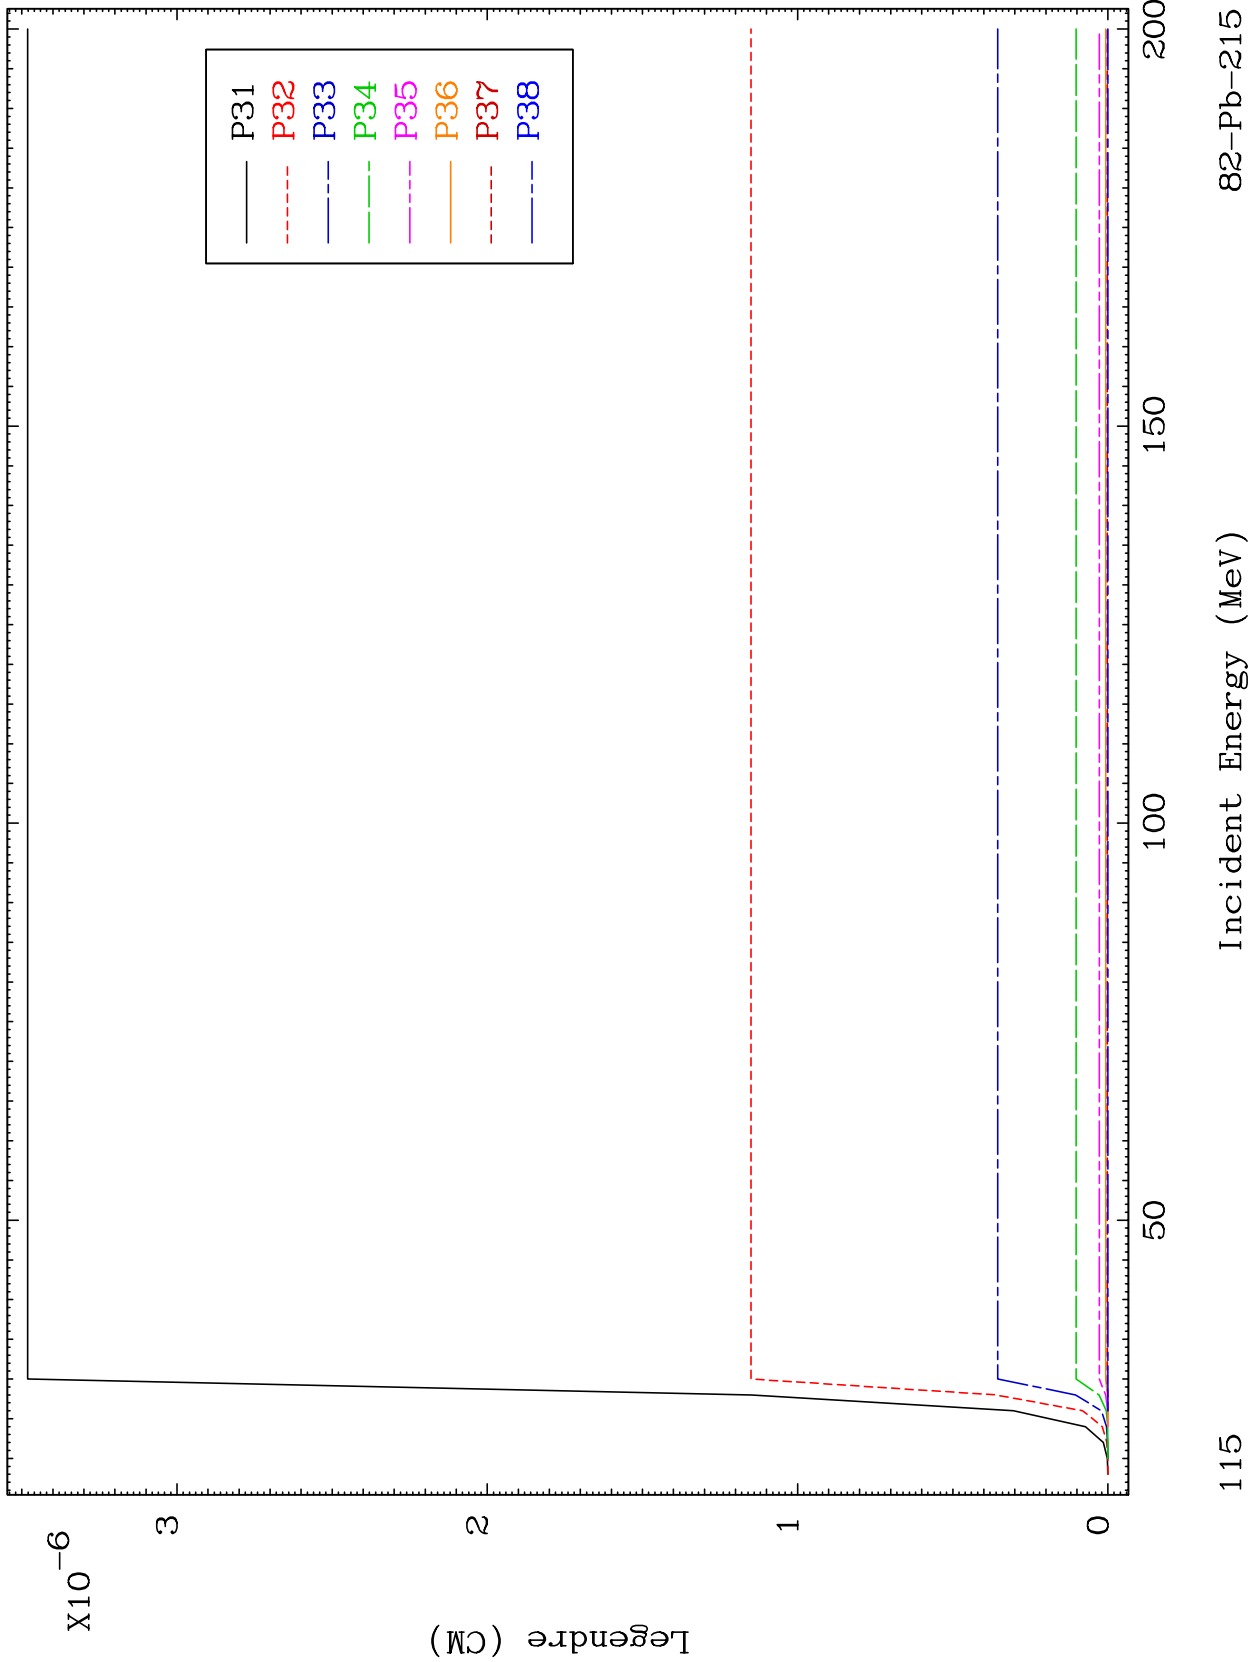 X10-6
Legendre (CM)
3
2
1
0
P31
P32
P33
P34
P35
P36
P37
P38
50
100
150
200
115
Incident Energy (MeV)
82-Pb-215